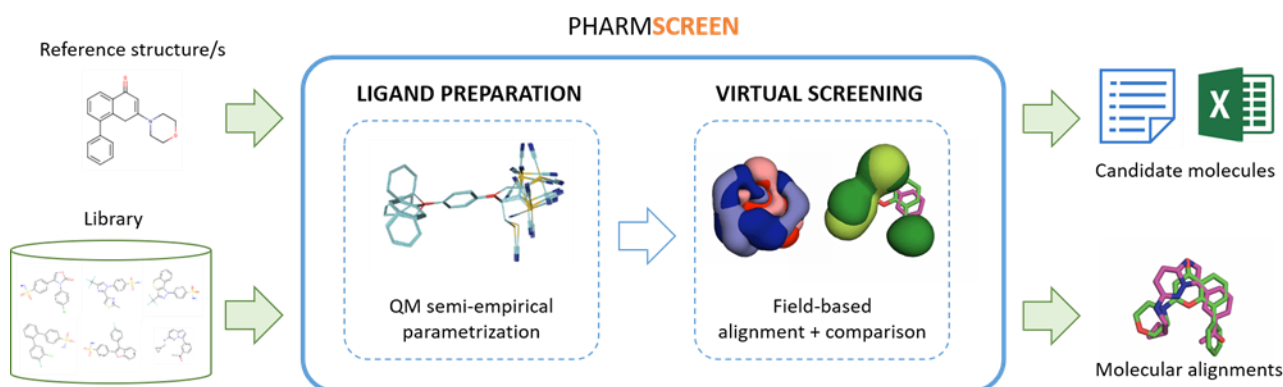 PHARMSCREEN
Reference structure/s
Library
LIGAND PREPARATION
QM semi-empirical
parametrization
VIRTUAL SCREENING
Field-based
alignment + comparison
X
Candidate molecules
Molecular alignments